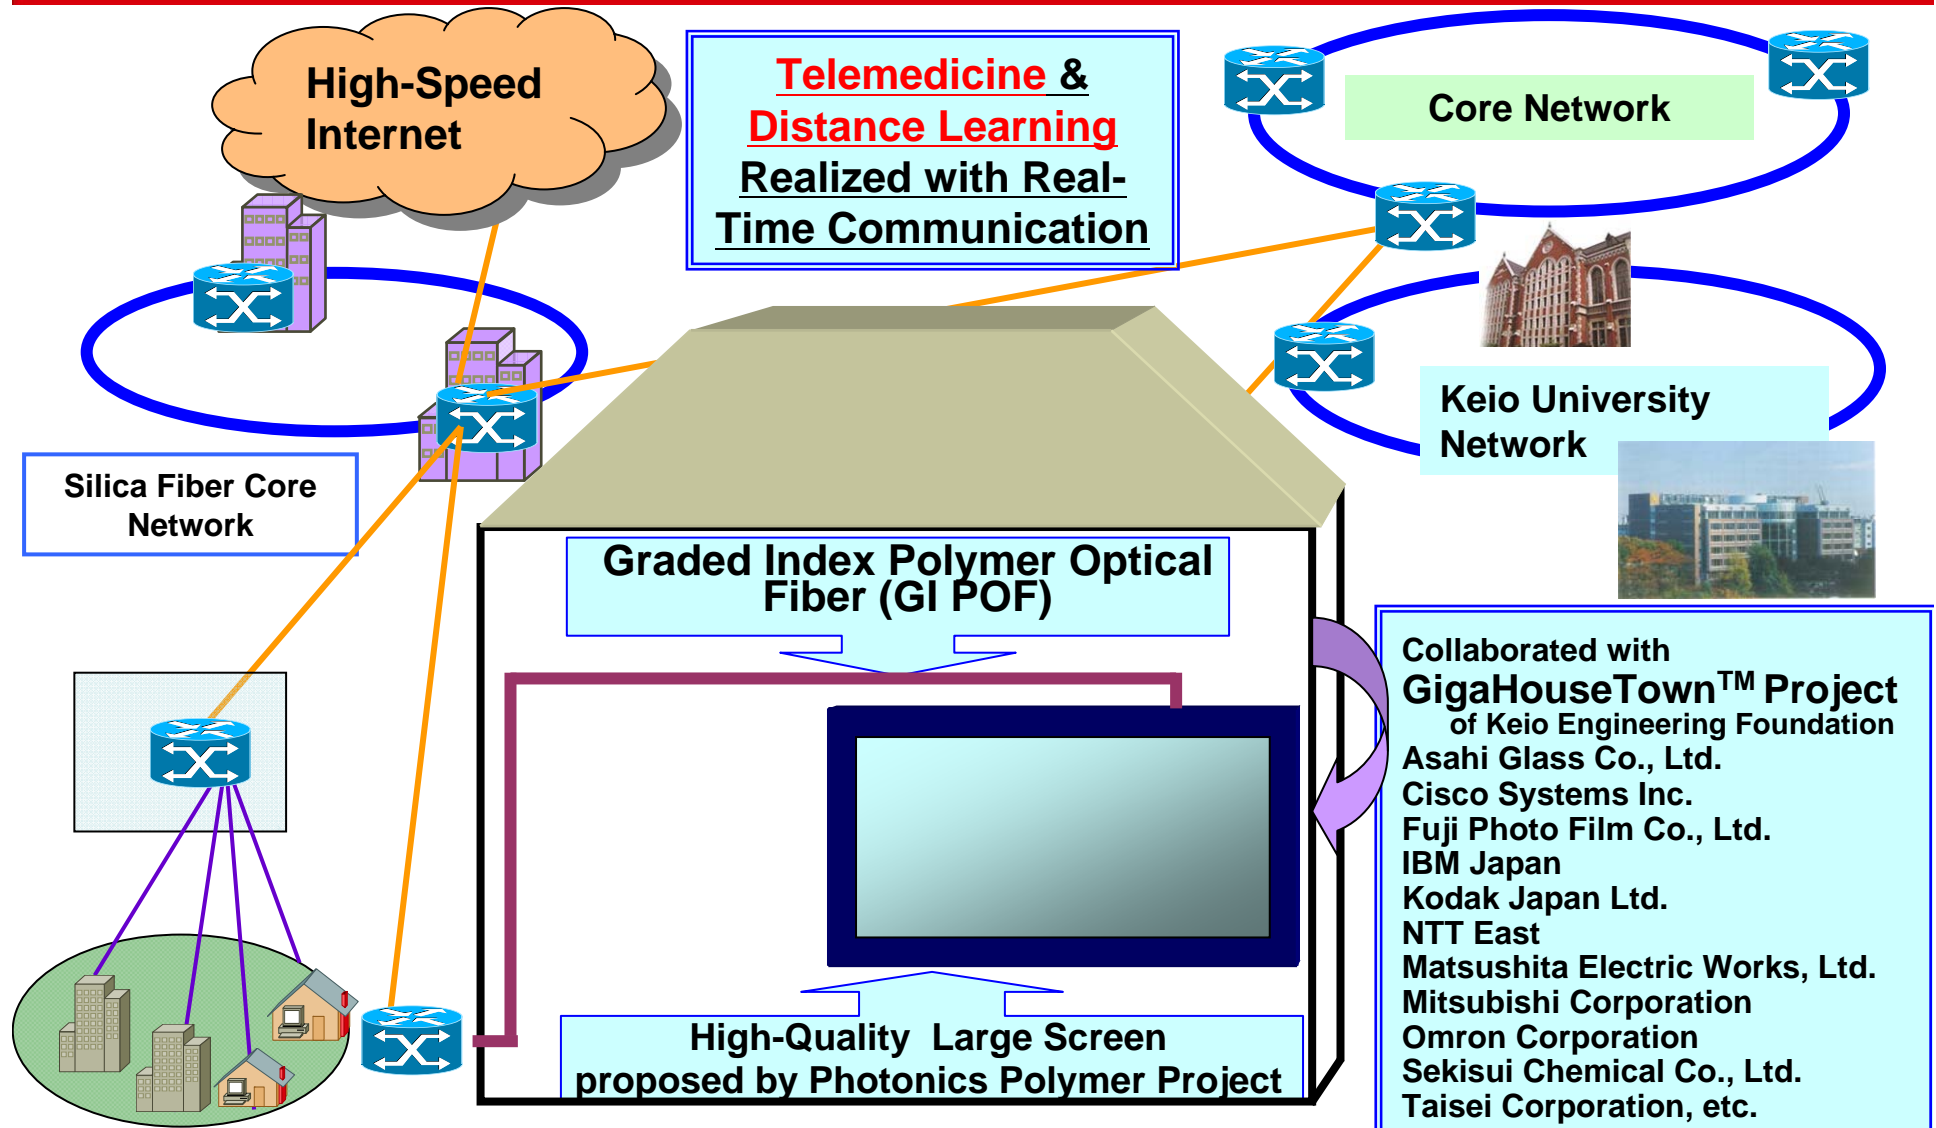 High-Speed
Internet
Telemedicine &
Distance Learning
Realized with Real-
Time Communication
Core Network
Keio University
Network
Silica Fiber Core
Network
Graded Index Polymer Optical
Fiber (GI POF)
Collaborated with
GigaHouseTown™ Project
of Keio Engineering Foundation
Asahi Glass Co., Ltd.
Cisco Systems Inc.
Fuji Photo Film Co., Ltd.
IBM Japan
Kodak Japan Ltd.
NTT East
Matsushita Electric Works, Ltd.
Mitsubishi Corporation
Omron Corporation
Sekisui Chemical Co., Ltd.
Taisei Corporation, etc.
High-Quality Large Screen
proposed by Photonics Polymer Project